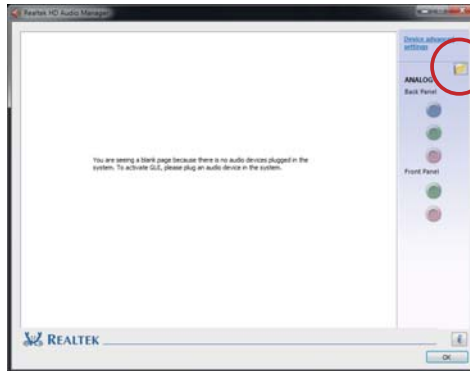 Realtek HD Audio Manager
Device advanced
settings
ANALOG
Back Panel
You are seeing a blank page because there is no audio devices plugged in the
system. To activate GUI, please plug an audio device in the system.
Front Panel
REALTEK
i
OK